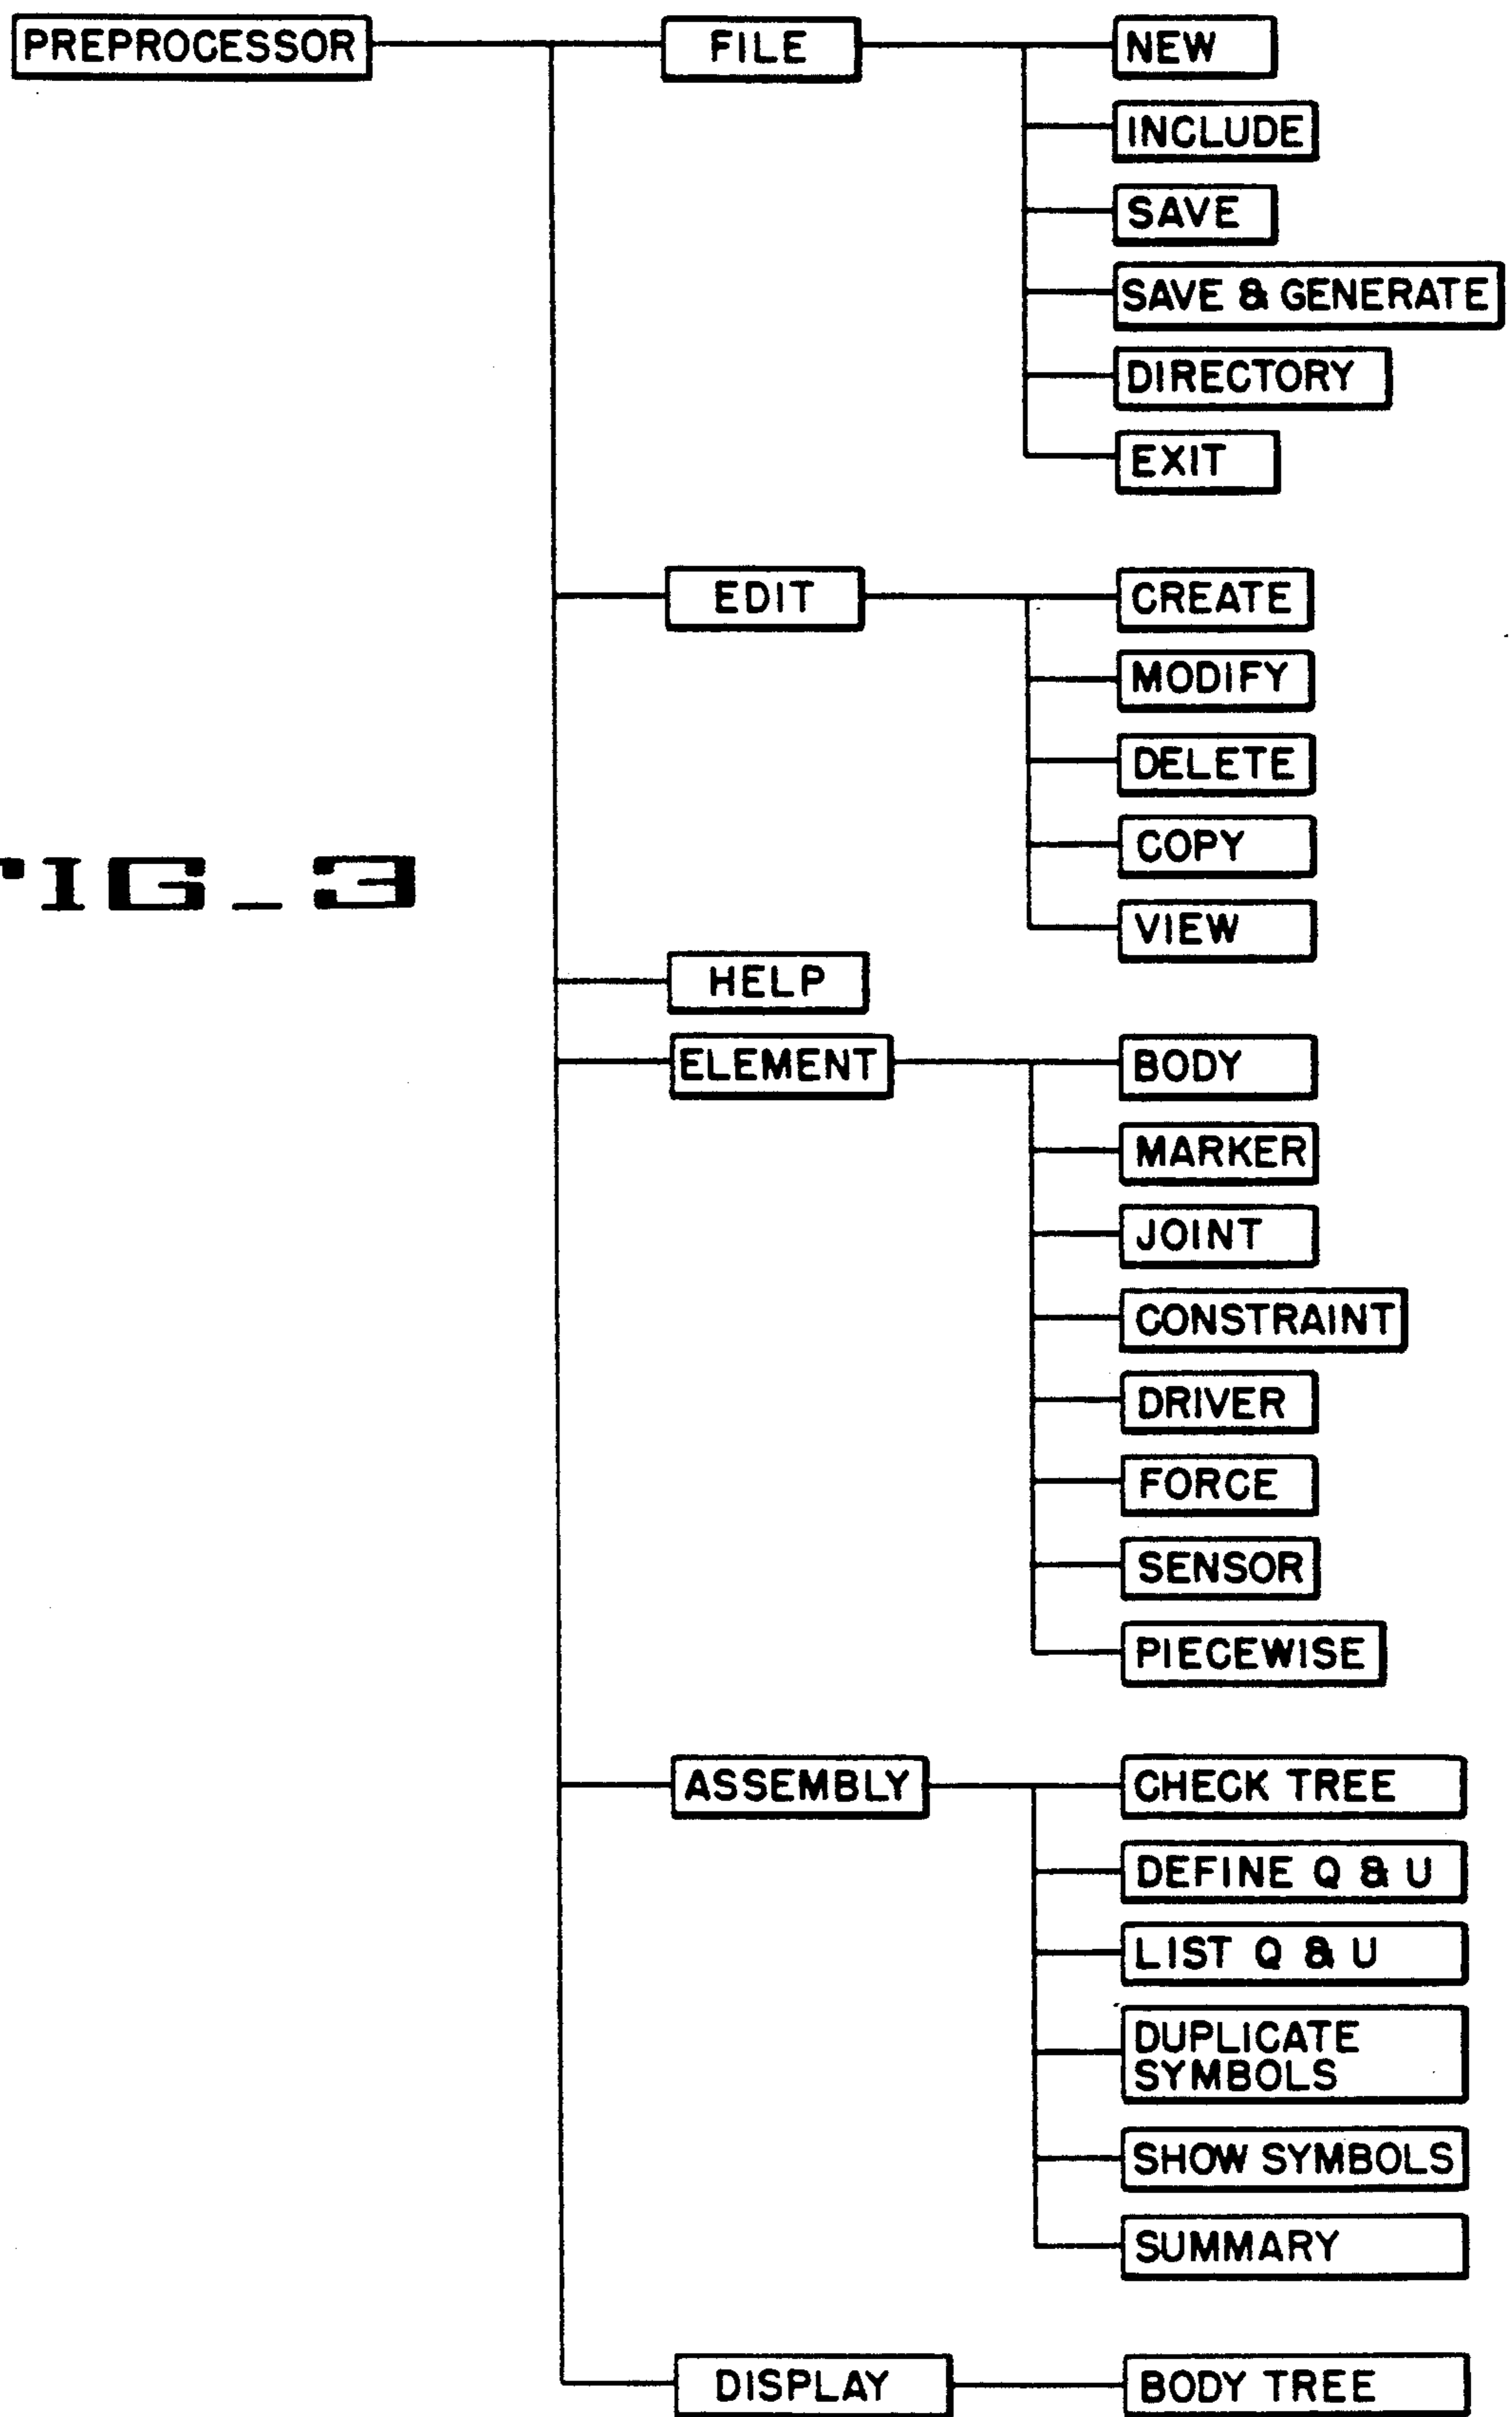 PREPROCESSOR
FILE
NEW
INCLUDE
SAVE
SAVE & GENERATE
DIRECTORY
EXIT
EDIT
CREATE
MODIFY
DELETE
COPY
VIEW
FIG_3
HELP
ELEMENT
BODY
MARKER
JOINT
CONSTRAINT
DRIVER
FORCE
SENSOR
PIECEWISE
ASSEMBLY
CHECK TREE
DEFINE Q & U
LIST Q & U
DUPLICATE
SYMBOLS
SHOW SYMBOLS
SUMMARY
DISPLAY
BODY TREE